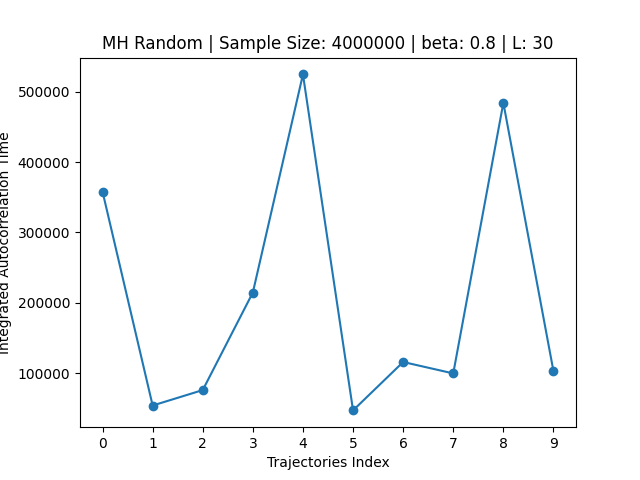 MH Random | Sample Size: 4000000 | beta: 0.8 | L: 30
Integrated Autocorrelation Time
500000
400000
300000
200000
100000
0 1 2 3 4 5 6 7 8 9
Trajectories Index